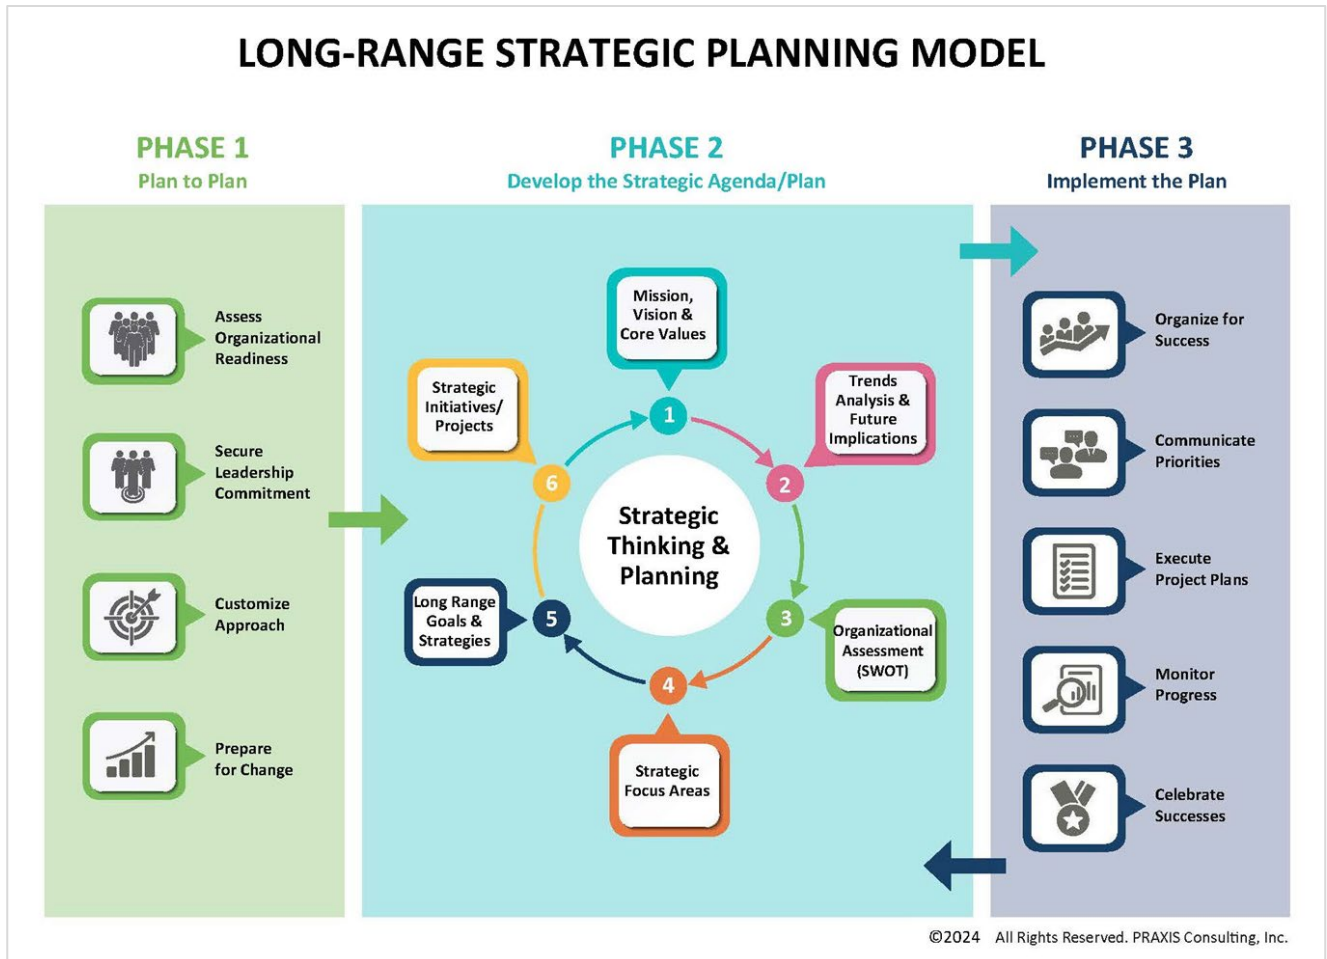 LONG-RANGE STRATEGIC PLANNING MODEL
PHASE 1
Plan to Plan
Assess
Organizational
Readiness
Secure
Leadership
Commitment
Customize
Approach
Prepare
for Change
PHASE 2
Develop the Strategic Agenda/Plan
Mission,
Vision &
Core Values
1
Trends
Analysis &
Future
Implications
2
Organizational
Assessment
(SWOT)
3
Strategic
Focus Areas
4
Long Range
Goals &
Strategies
5
Strategic
Initiatives/
Projects
6
Strategic
Thinking &
Planning
PHASE 3
Implement the Plan
Organize for
Success
Communicate
Priorities
Execute
Project Plans
Monitor
Progress
Celebrate
Successes
©2024 All Rights Reserved. PRAXIS Consulting, Inc.